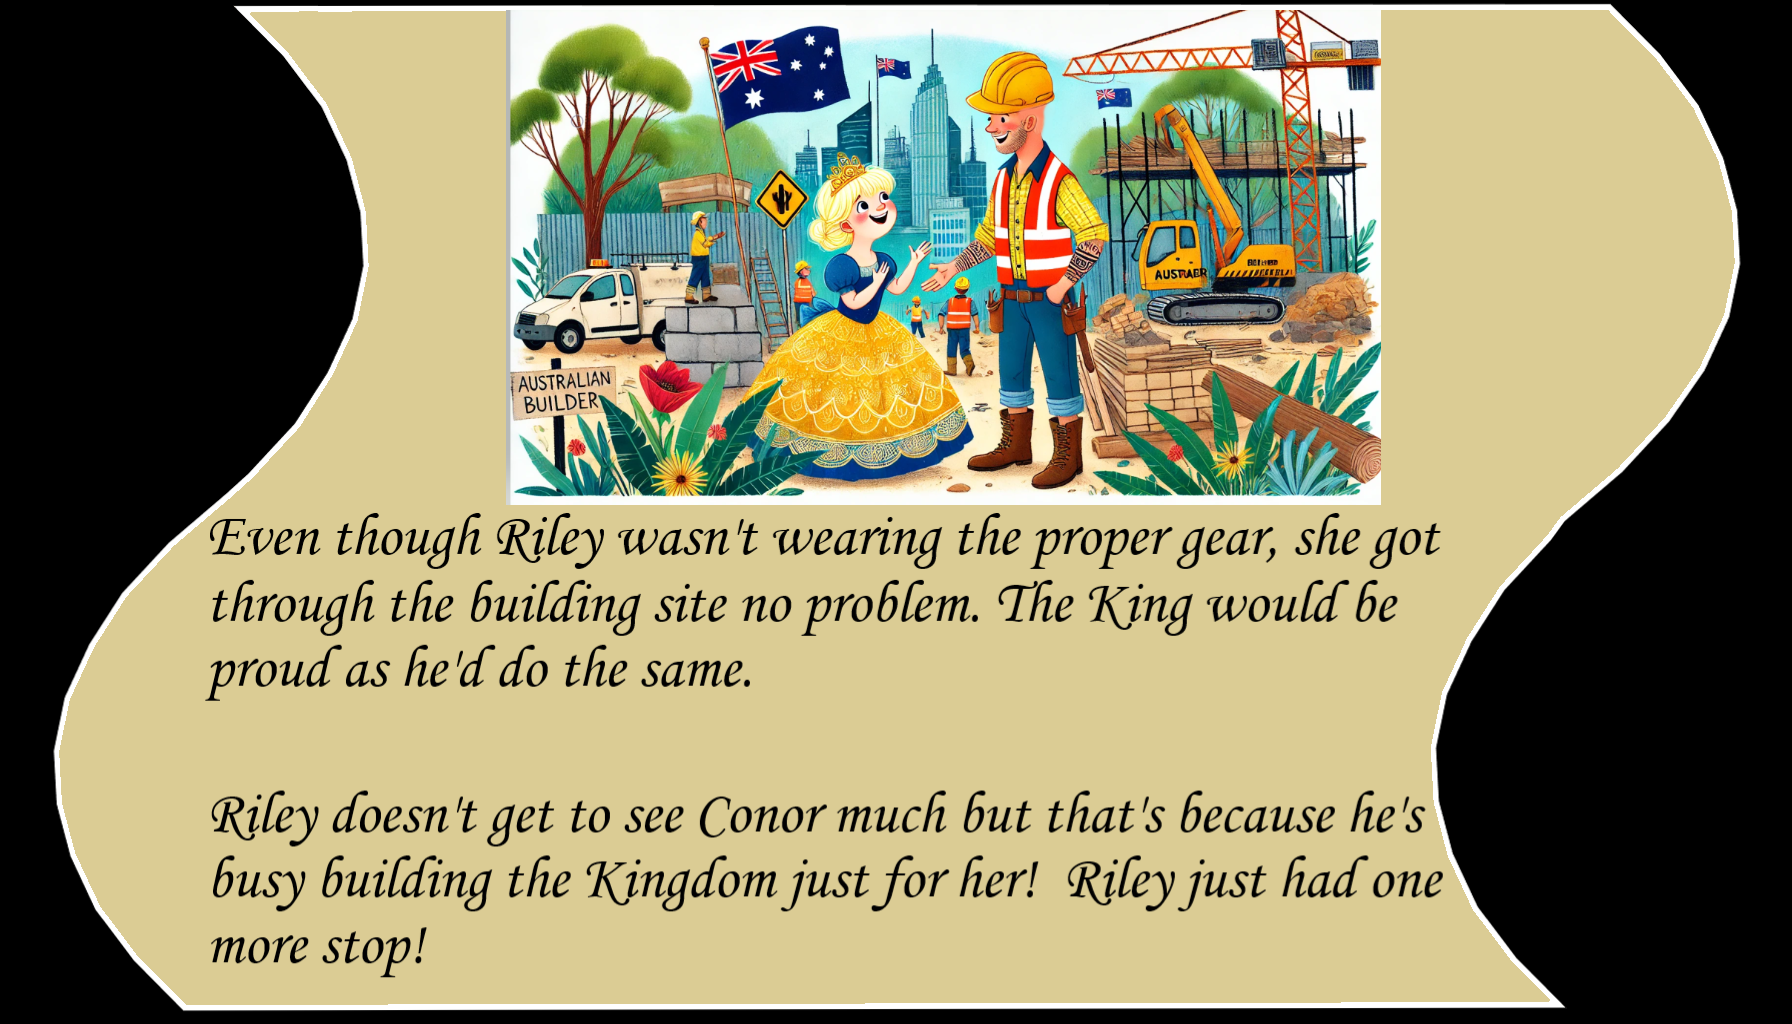 AUSTRALIAN
BUILDER
Even though Riley wasn't wearing the proper gear, she got
through the building site no problem. The King would be
proud as he'd do the same.
Riley doesn't get to see Conor much but that's because he's
busy building the Kingdom just for her!  Riley just had one
more stop!